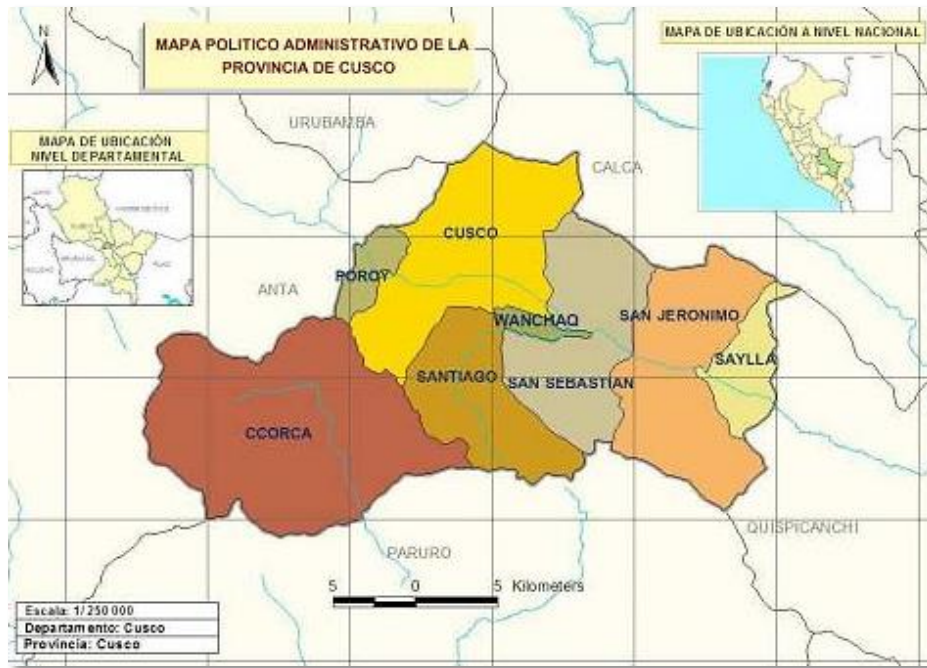 MAPA POLITICO ADMINISTRATIVO DE LA
PROVINCIA DE CUSCO
MAPA DE UBICACIÓN A NIVEL NACIONAL
N
MAPA DE UBICACIÓN
NIVEL DEPARTAMENTAL
URUBAMBA
CALCA
CUSCO
POROY
ANTA
WANCHAQ
SAN JERONIMO
SAYLLA
SANTIAGO
SAN SEBASTIAN
CCORCA
QUISPICANCHI
PARURO
5 0 5 Kilometers
Escala: 1/250 000
Departamento: Cusco
Provincia: Cusco